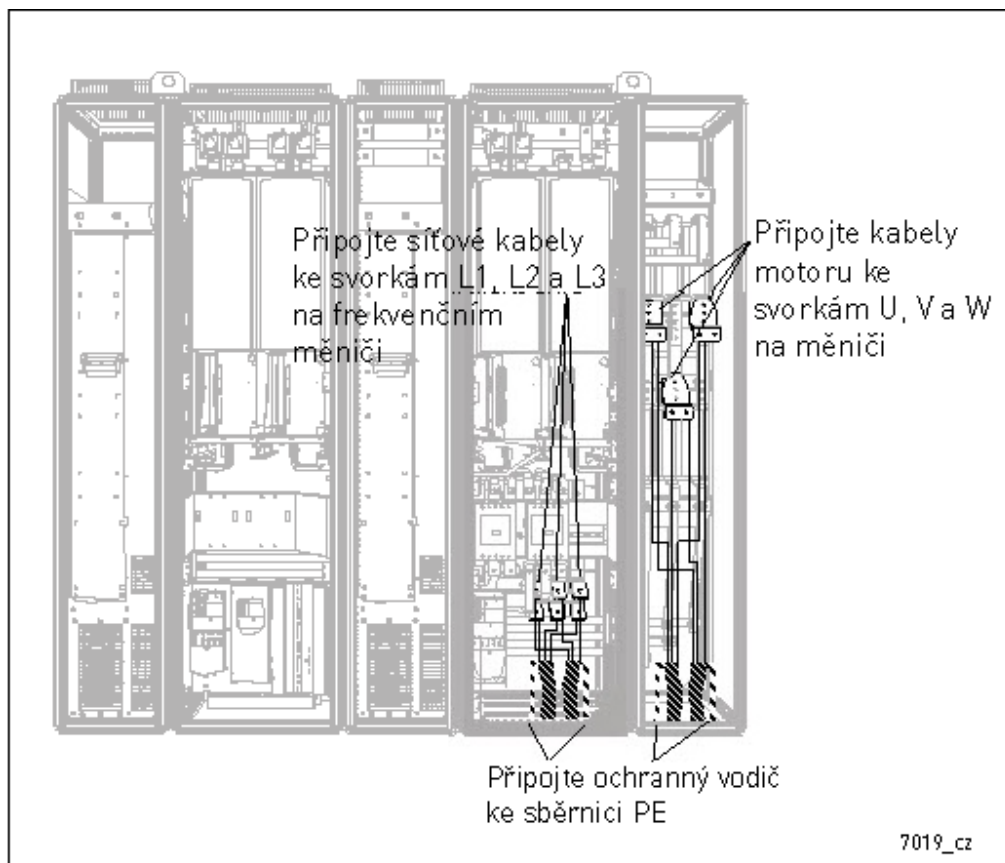 Připojte síťové kabely
ke svorkám L1, L2 a L3
na frekvenčním
měniči
Připojte kabely
motoru ke
svorkám U, V a W
na měniči
Připojte ochranný vodič
ke sběrnici PE
7019_cz